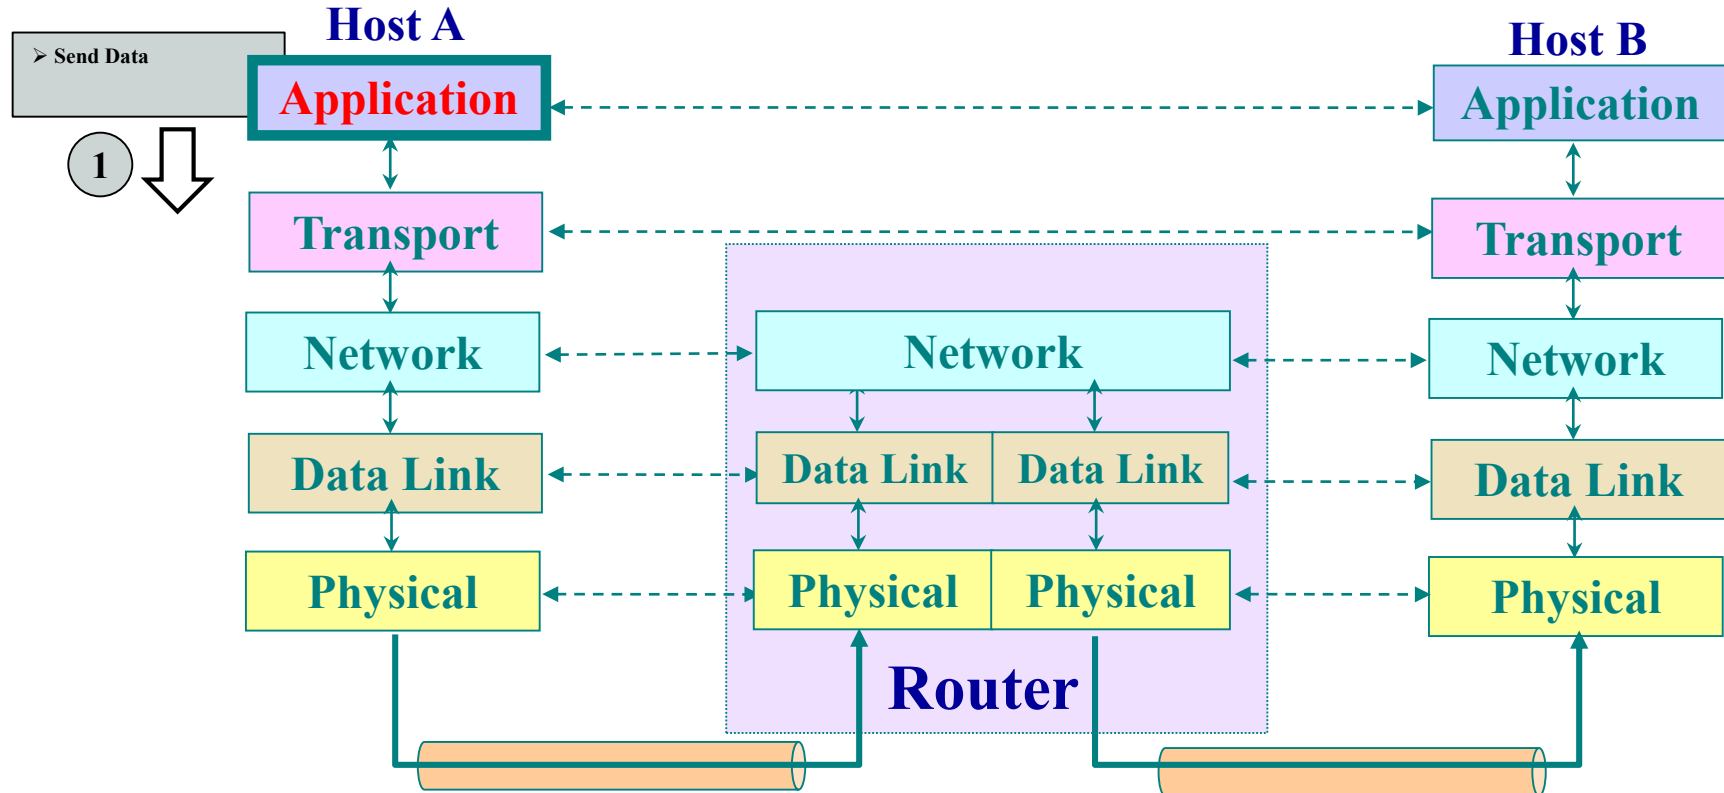 Host A
Host B
➢ Send Data
Application
Application
1
Transport
Transport
Network
Network
Network
Data Link
Data Link
Data Link
Data Link
Physical
Physical
Physical
Physical
Router